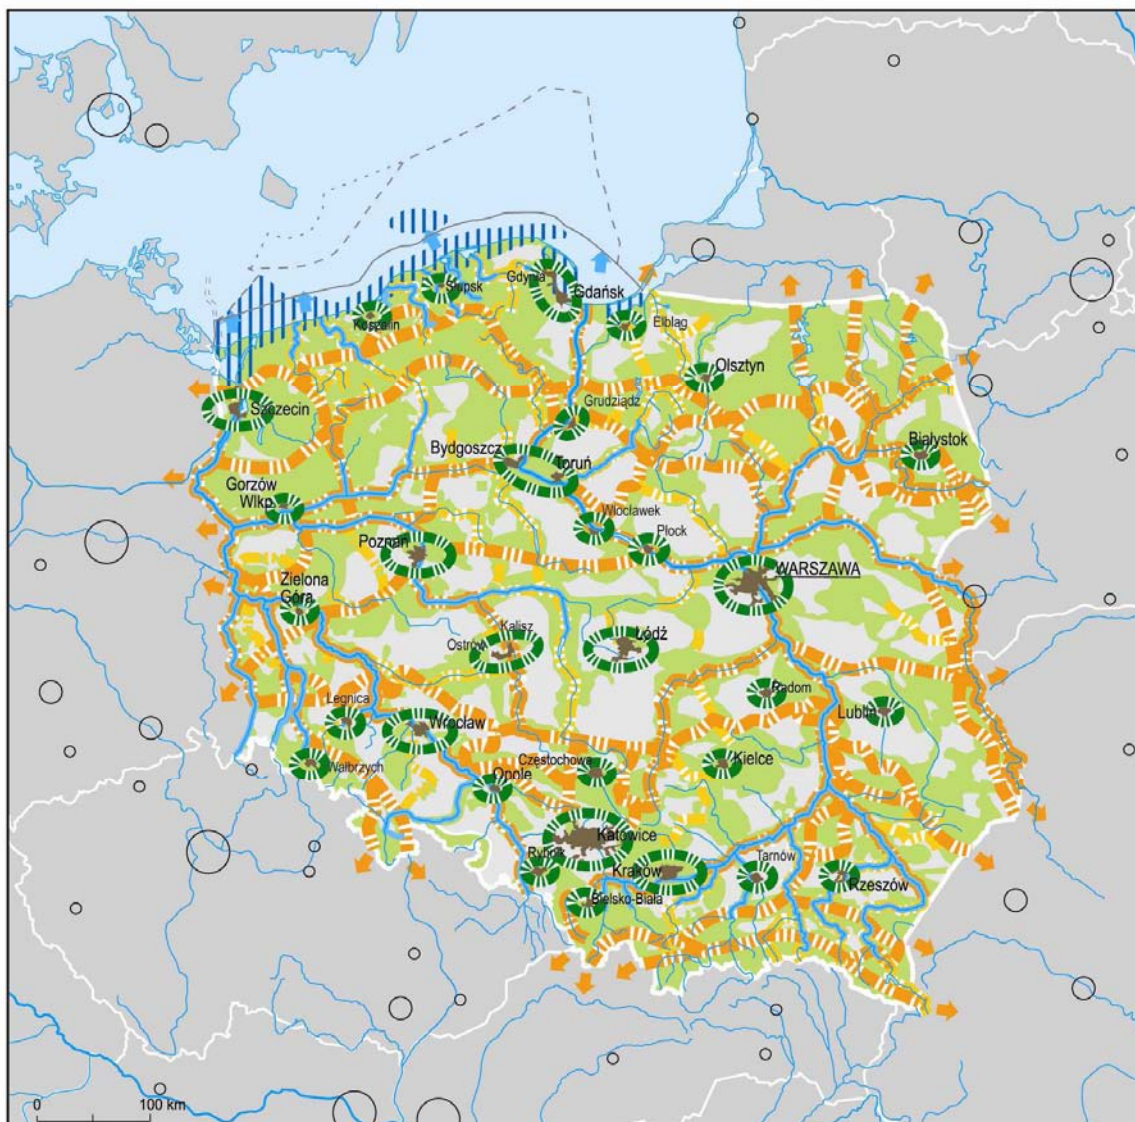 Gdynia
Słupsk
Gdańsk
Koszalin
Elbląg
Olsztyn
Szczecin
Grudziądz
Białystok
Bydgoszcz
Toruń
Gorzów
Wlkp.
Włocławek
Płock
Poznań
WARSZAWA
Zielona
Góra
Kalisz
Ostrów
Łódź
Radom
Legnica
Lublin
Wrocław
Wałbrzych
Częstochowa
Kielce
Opole
Katowice
Rybnik
Kraków
Tarnów
Rzeszów
Bielsko-Biała
0 100 km